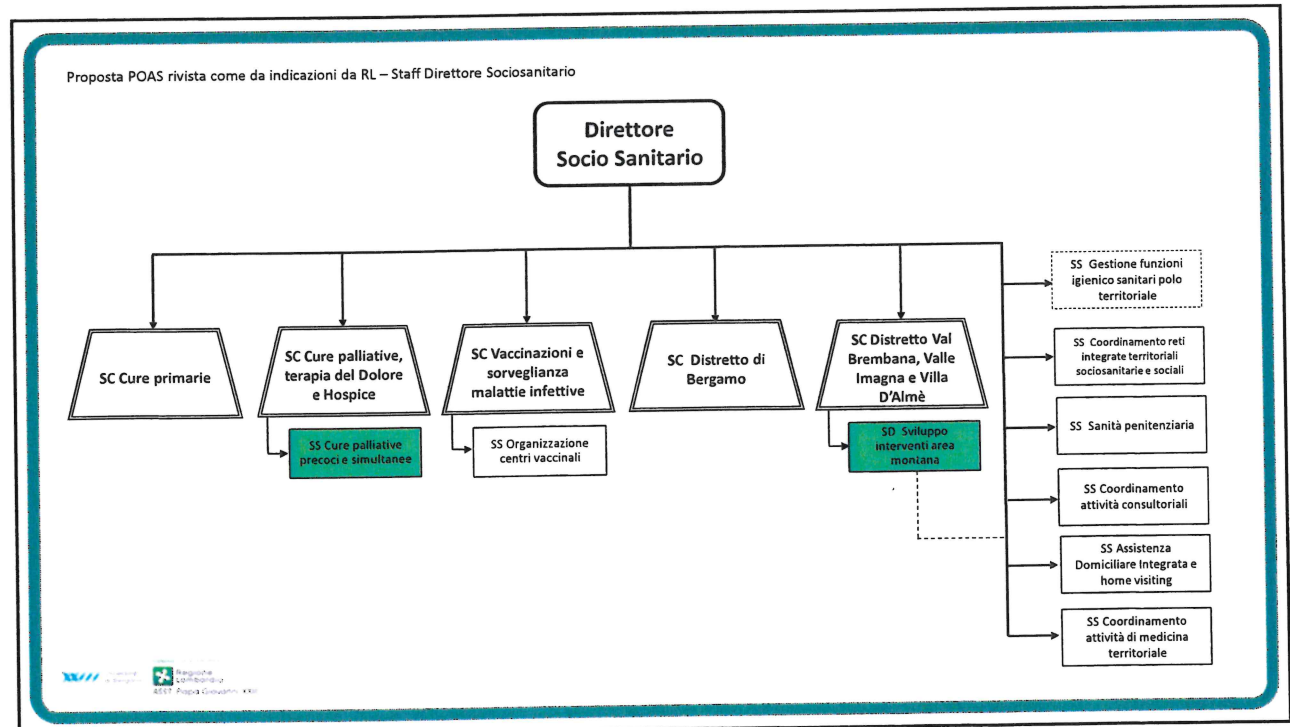 Proposta POAS rivista come da indicazioni da RL – Staff Direttore Sociosanitario
Direttore
Socio Sanitario
SC Cure primarie
SC Cure palliative,
terapia del Dolore
e Hospice
SC Vaccinazioni e
sorveglianza
malattie infettive
SC Distretto di
Bergamo
SC Distretto Val
Brembana, Valle
Imagna e Villa
D'Almè
SS Cure palliative
precoci e simultanee
SS Organizzazione
centri vaccinali
SD Sviluppo
interventi area
montana
SS Gestione funzioni
igienico sanitari polo
territoriale
SS Coordinamento reti
integrate territoriali
sociosanitarie e sociali
SS Sanità penitenziaria
SS Coordinamento
attività consultoriali
SS Assistenza
Domiciliare Integrata e
home visiting
SS Coordinamento
attività di medicina
territoriale
Regione
Lombardia
ASST Papa Giovanni XXIII